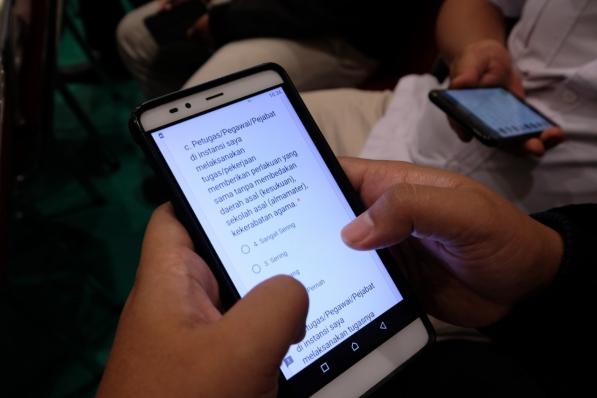 c. Petugas/Pegawai/Pejabat
di instansi saya
melaksanakan
tugas/pekerjaan
memberikan perlakuan yang
sama tanpa membedakan
daerah asal (kesukuan),
sekolah asal (almamater),
kekerabatan agama. *
4. Sangat Sering
3. Sering
Pernah
Petugas/Pegawai/Pejabat
di instansi saya
melaksanakan tugasnya